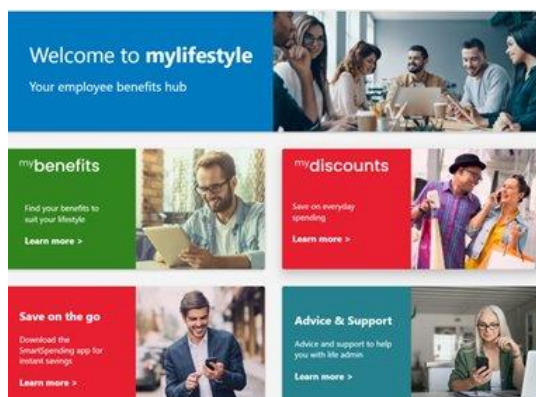 Welcome to mylifestyle
Your employee benefits hub
mybenefits
Find your benefits to
suit your lifestyle
Learn more >
mydiscounts
Save on everyday
spending
Learn more >
Save on the go
Download the
SmartSpending app for
instant savings
Learn more >
Advice & Support
Advice and support to help
you with life admin
Learn more >